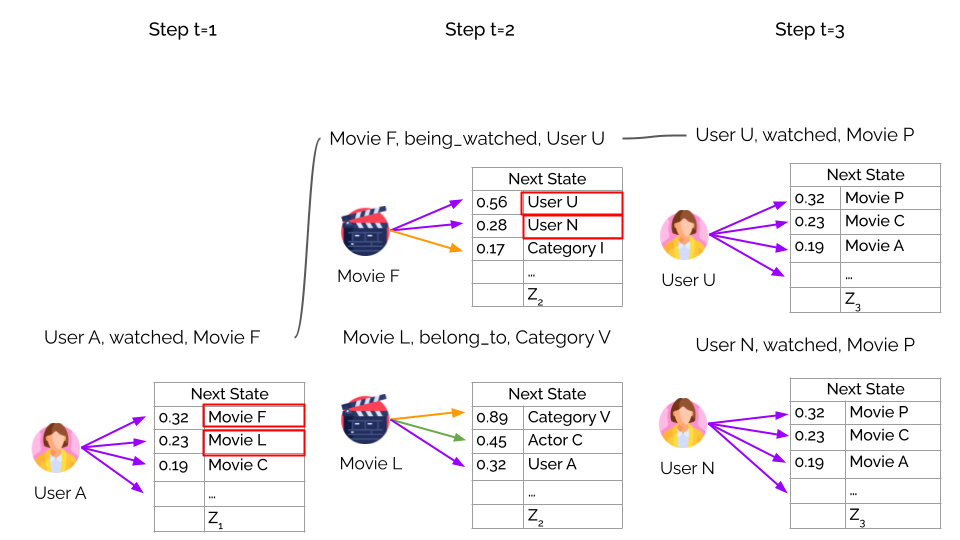 Step t=1
Step t=2
Step t=3
Movie F, being_watched, User U
Next State
0.56 User U
0.28 User N
0.17 Category I
...
Z2
Movie F
User U, watched, Movie P
Next State
0.32 Movie P
0.23 Movie C
0.19 Movie A
...
Z3
User U
User A, watched, Movie F
Next State
0.32 Movie F
0.23 Movie L
0.19 Movie C
...
Z1
User A
Movie L, belong_to, Category V
Next State
0.89 Category V
0.45 Actor C
0.32 User A
...
Z2
Movie L
User N, watched, Movie P
Next State
0.32 Movie P
0.23 Movie C
0.19 Movie A
...
Z3
User N